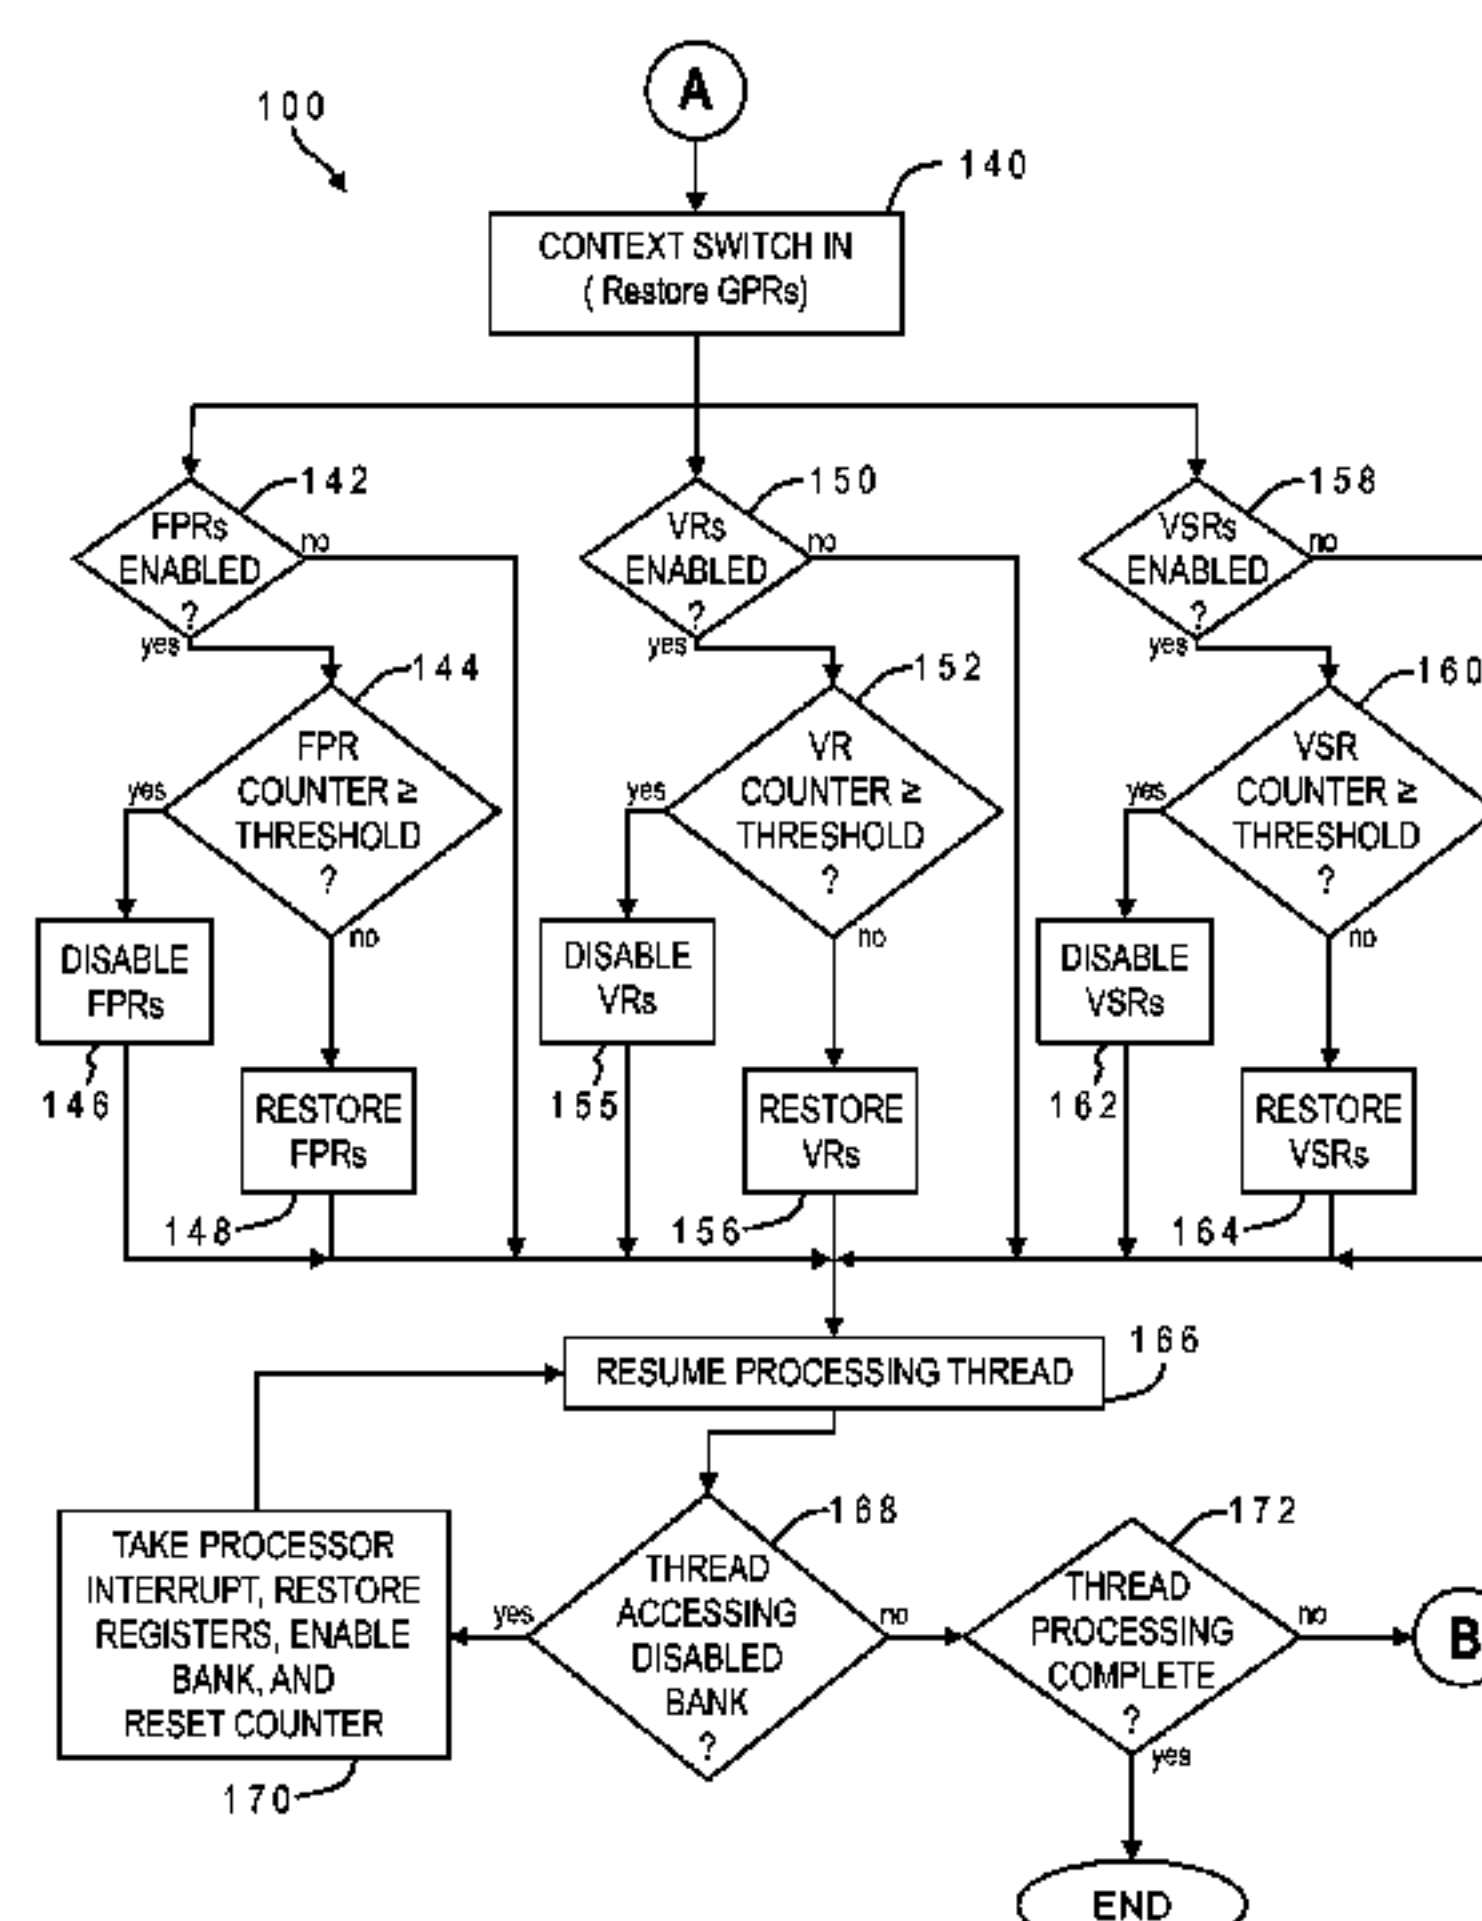 A
100
140
CONTEXT SWITCH IN
( Restore GPRs)
142
150
158
FPRs
ENABLED
?
no
yes
VRs
ENABLED
?
no
yes
VSRs
ENABLED
?
no
yes
144
152
160
FPR
COUNTER ≥
THRESHOLD
?
yes
no
VR
COUNTER ≥
THRESHOLD
?
yes
no
VSR
COUNTER ≥
THRESHOLD
?
yes
no
DISABLE
FPRs
146
DISABLE
VRs
155
DISABLE
VSRs
162
RESTORE
FPRs
148
RESTORE
VRs
156
RESTORE
VSRs
164
166
RESUME PROCESSING THREAD
TAKE PROCESSOR
INTERRUPT, RESTORE
REGISTERS, ENABLE
BANK, AND
RESET COUNTER
170
168
THREAD
ACCESSING
DISABLED
BANK
?
yes
no
172
THREAD
PROCESSING
COMPLETE
?
no
yes
B
END